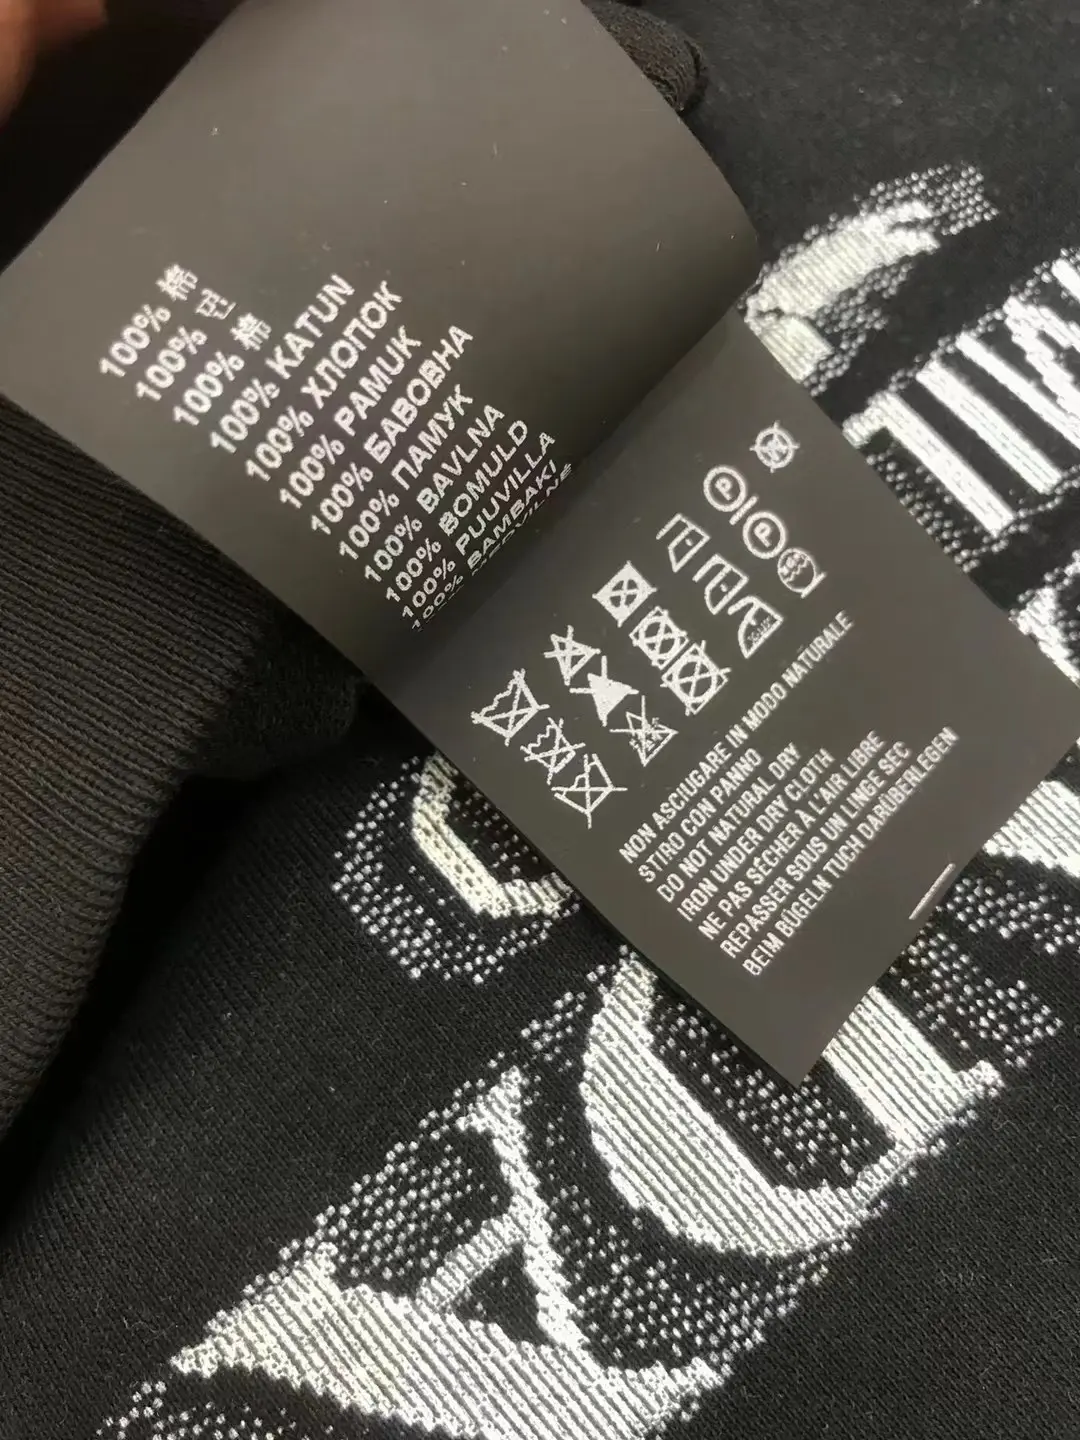 100% 棉
100% 면
100% 棉
100% KATUN
100% ХЛОПОК
100% PAMUK
100% БАВОВНА
100% ПАМУК
100% BAVLNA
100% BOMULD
100% PUUVILLA
100% BAMBAKI
100%
P P
NON ASCIUGARE IN MODO NATURALE
STIRO CON PANNO
DO NOT NATURAL DRY
IRON UNDER DRY CLOTH
NE PAS SÉCHER À L'AIR LIBRE
REPASSER SOUS UN LINGE SEC
BEIM BÜGELN TUCH DARÜBERLEGEN